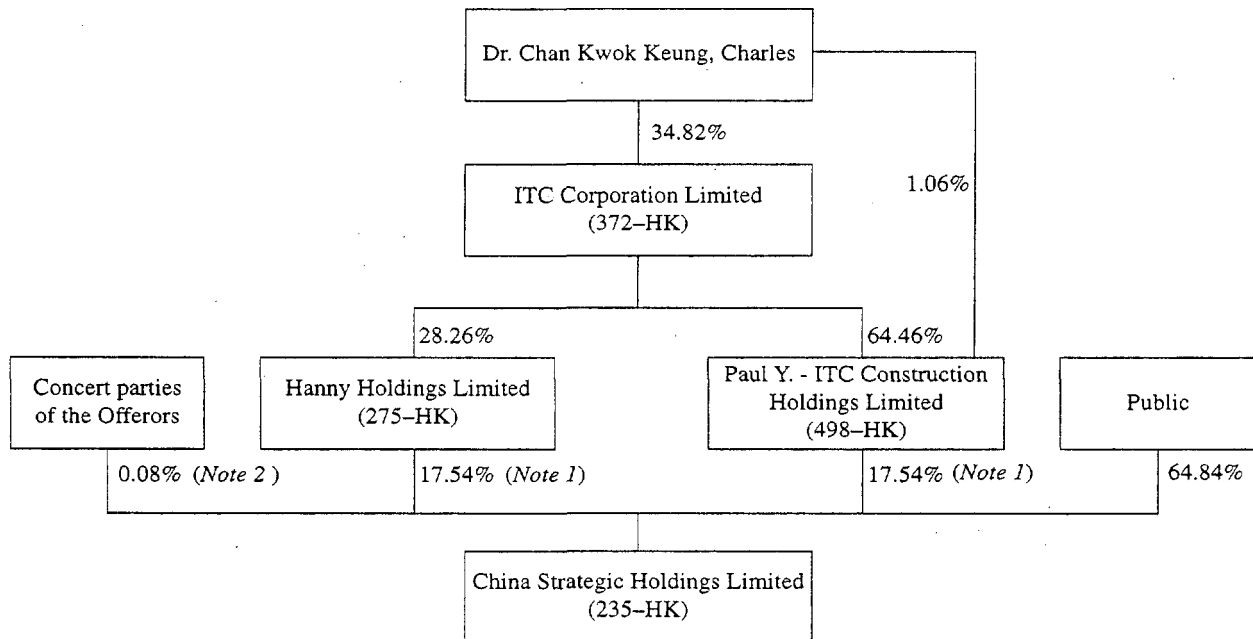 Dr. Chan Kwok Keung, Charles
34.82%
ITC Corporation Limited
(372–HK)
1.06%
28.26%
64.46%
Concert parties
of the Offerors
Hanny Holdings Limited
(275–HK)
Paul Y. - ITC Construction
Holdings Limited
(498–HK)
Public
0.08% (Note 2 )
17.54% (Note 1)
17.54% (Note 1)
64.84%
China Strategic Holdings Limited
(235–HK)